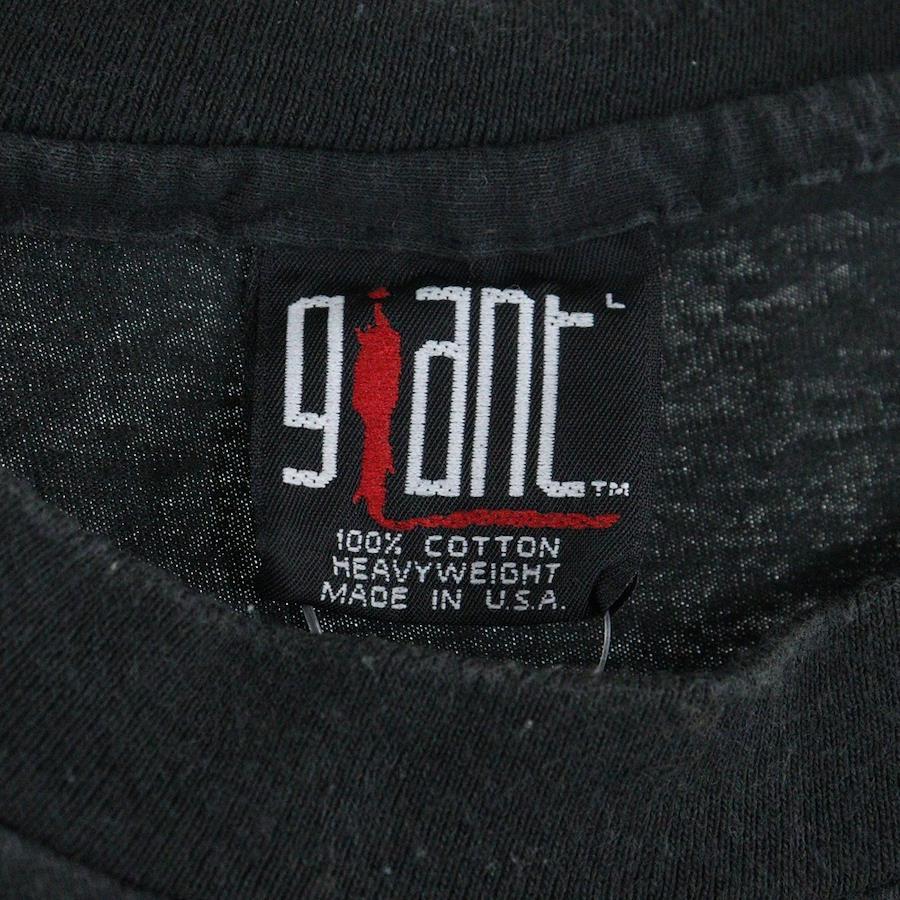 giant L
TM
100% COTTON
HEAVYWEIGHT
MADE IN U.S.A.